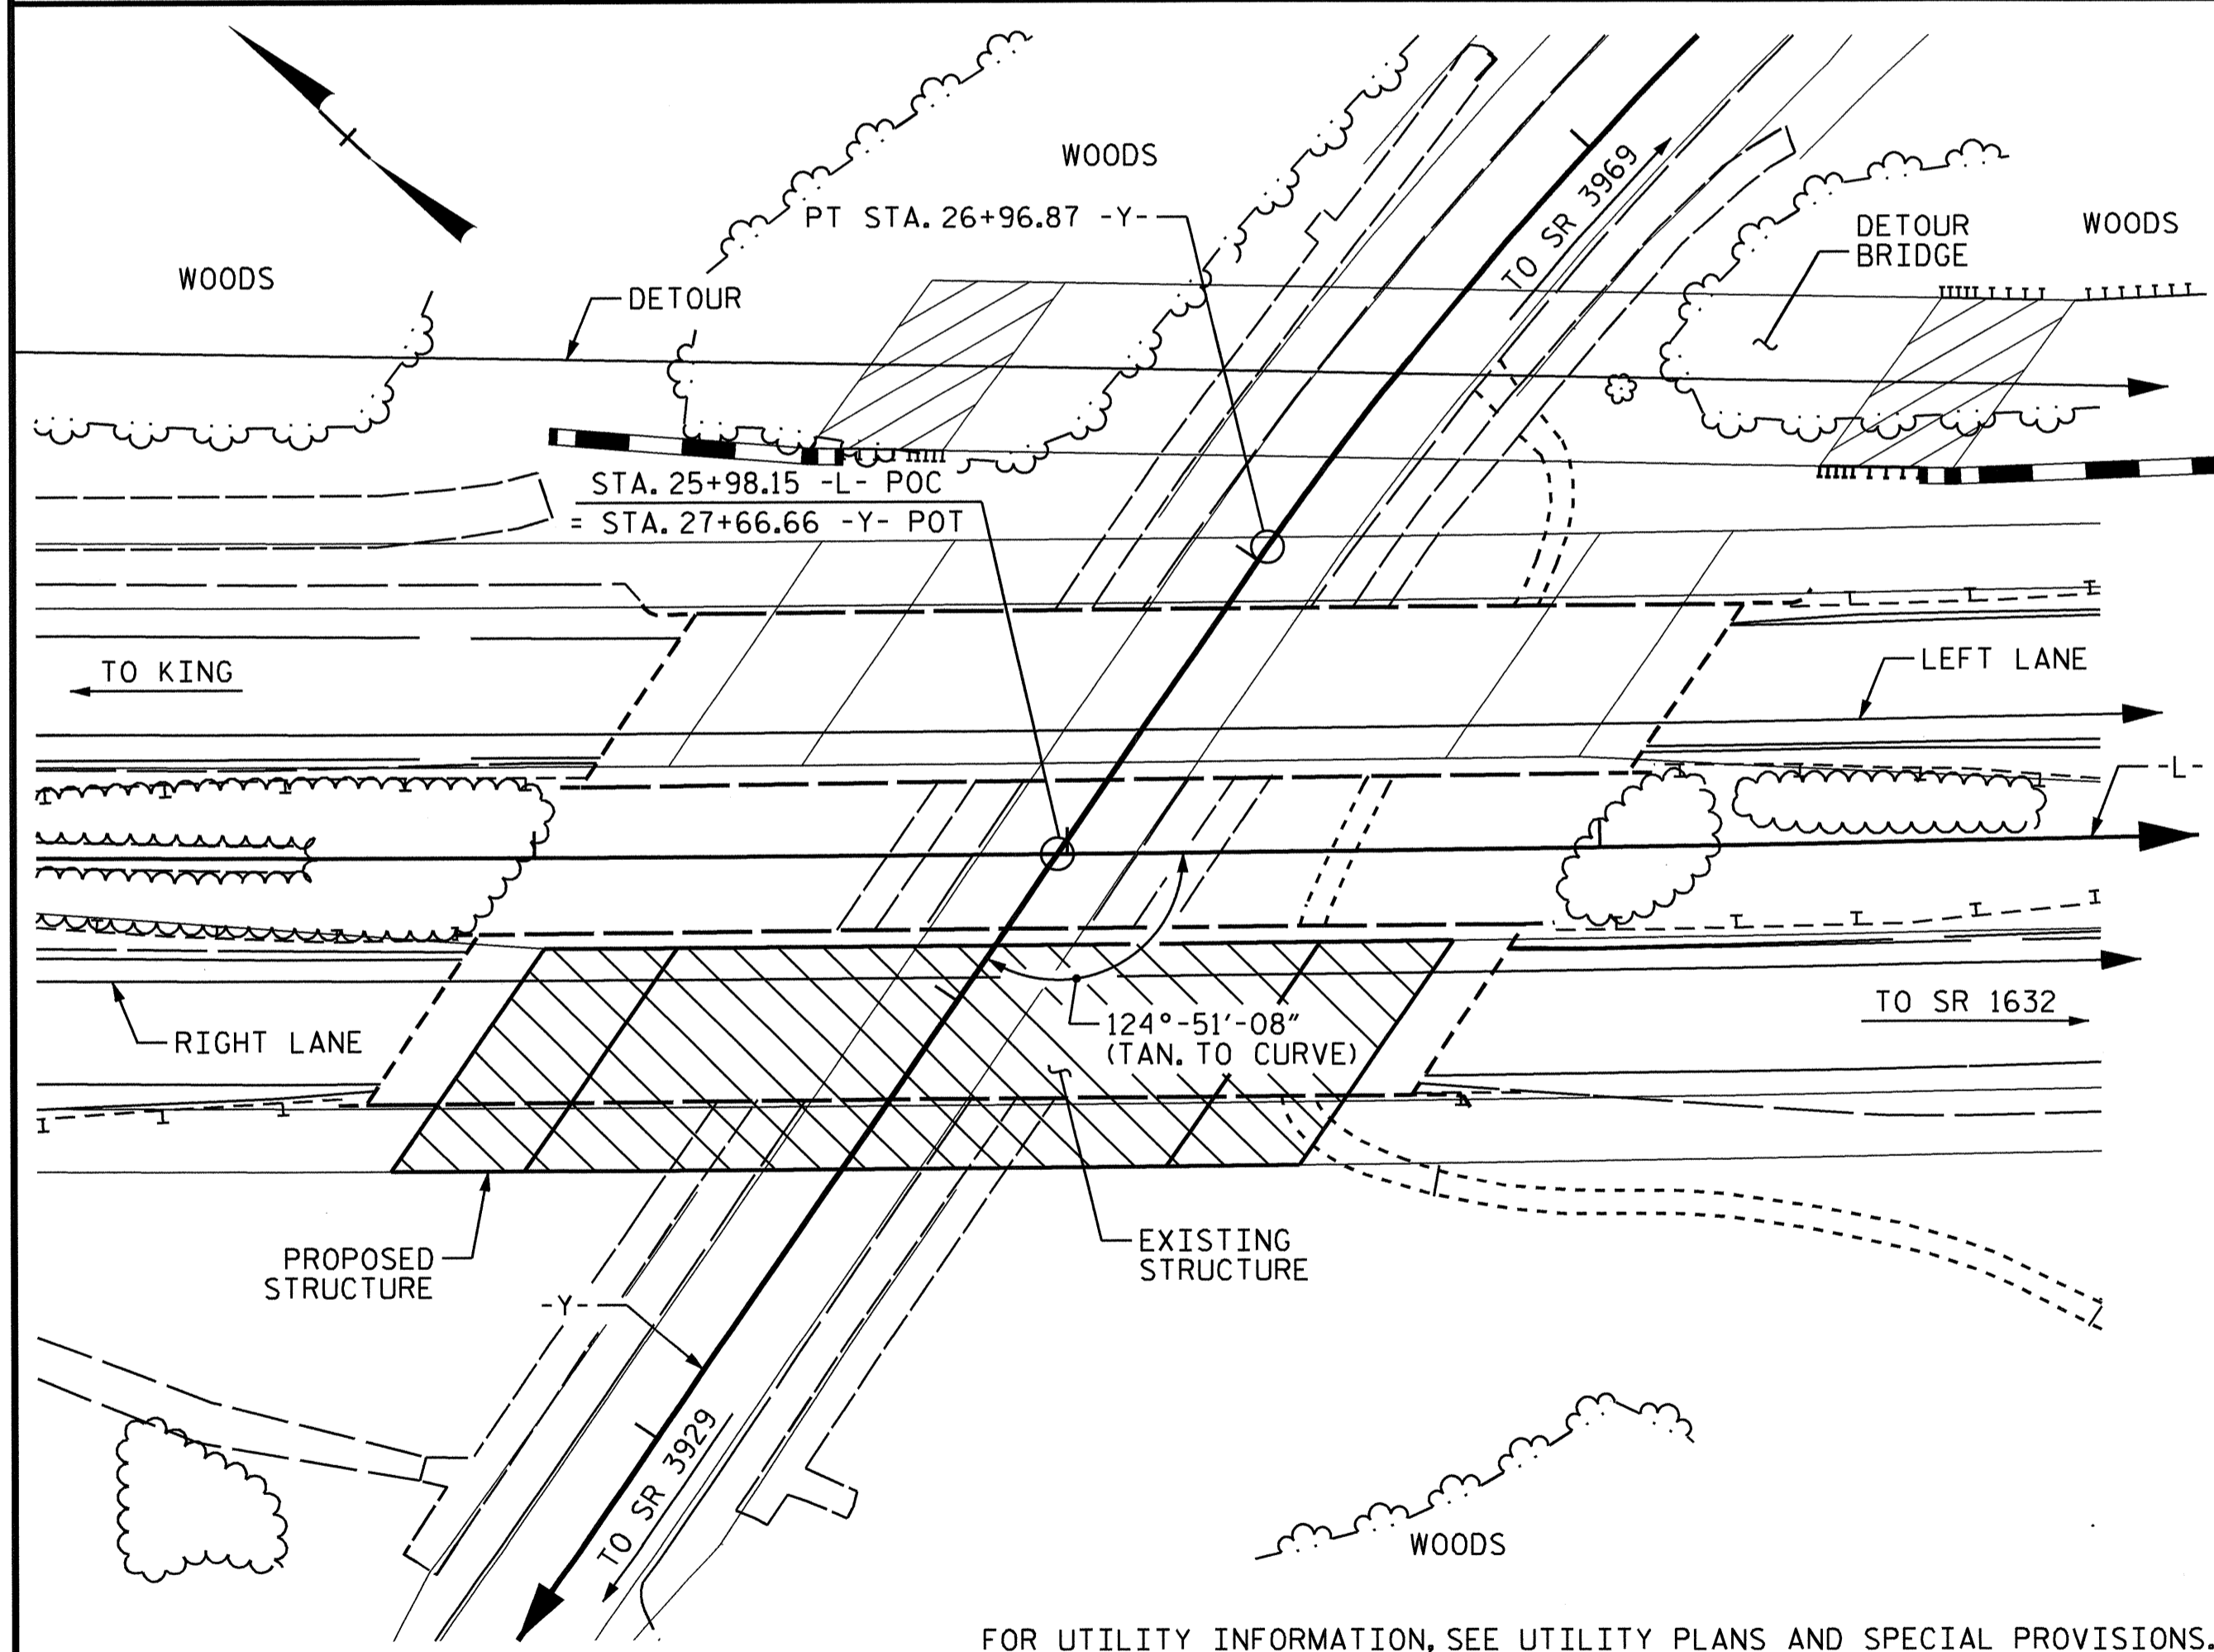 WOODS
PT STA. 26+96.87 -Y-
TO SR 3969
DETOUR
BRIDGE
WOODS
WOODS
DETOUR
STA. 25+98.15 -L- POC
= STA. 27+66.66 -Y- POT
TO KING
LEFT LANE
-L-
RIGHT LANE
TO SR 1632
124°-51'-08"
(TAN. TO CURVE)
PROPOSED
STRUCTURE
EXISTING
STRUCTURE
-Y-
TO SR 3929
WOODS
FOR UTILITY INFORMATION, SEE UTILITY PLANS AND SPECIAL PROVISIONS.